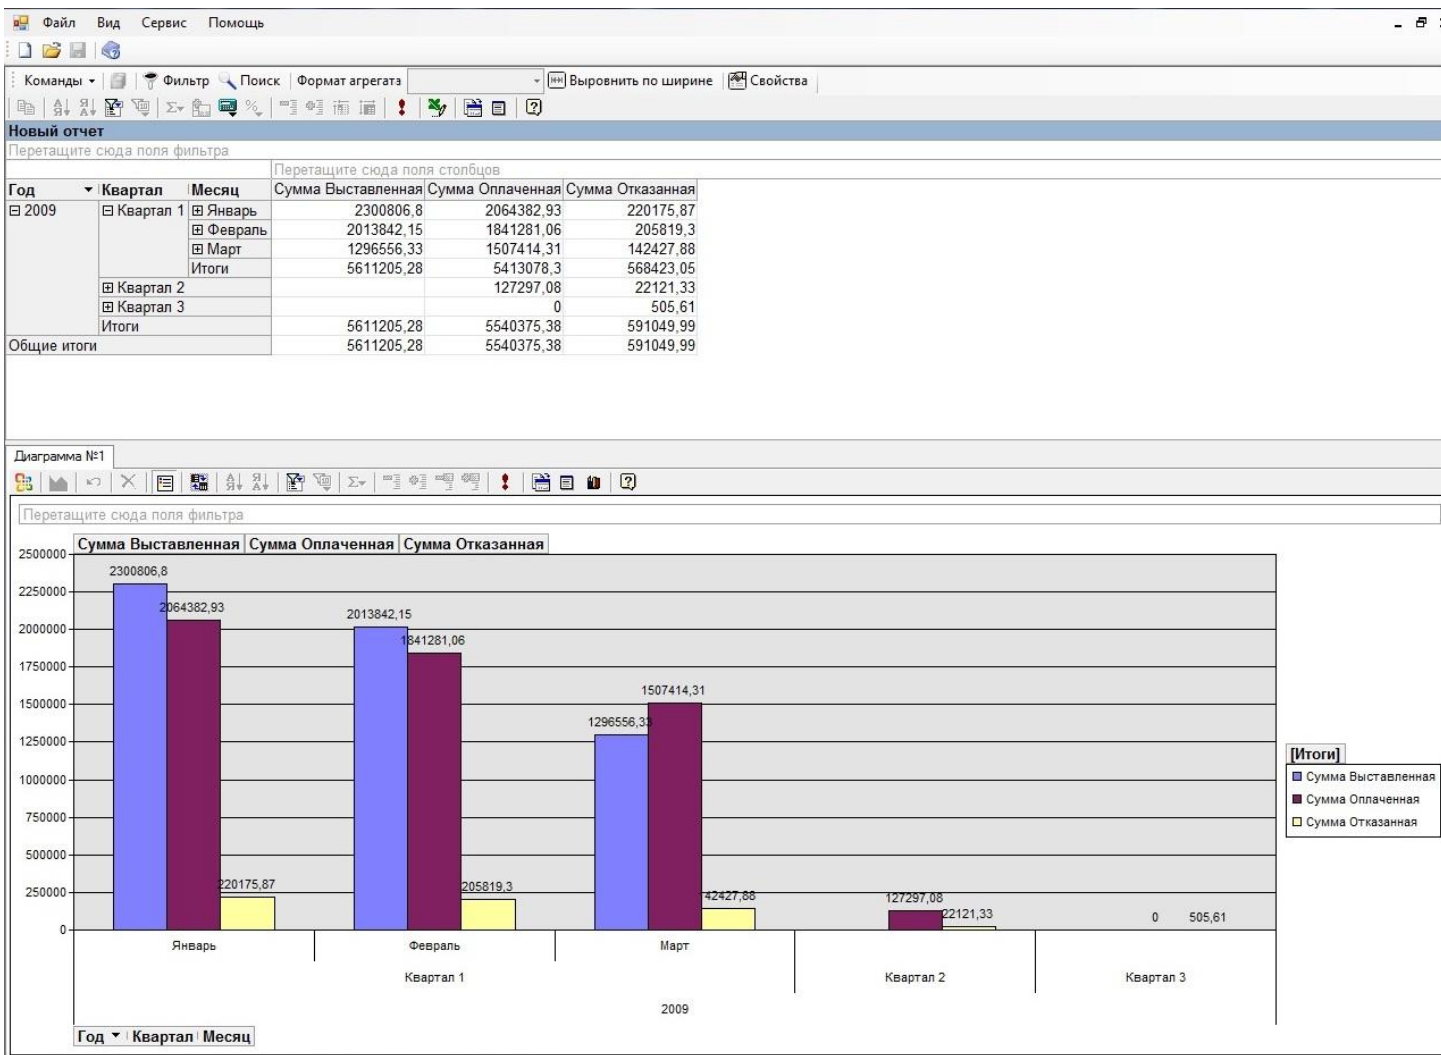 Файл Вид Сервис Помощь
Команды Фильтр Поиск Формат агрегата Выровнять по ширине Свойства
Новый отчет
Перетащите сюда поля фильтра
Перетащите сюда поля столбцов
Год Квартал Месяц Сумма Выставленная Сумма Оплаченная Сумма Отказанная
2009 Квартал 1 Январь 2300806,8 2064382,93 220175,87
Февраль 2013842,15 1841281,06 205819,3
Март 1296556,33 1507414,31 142427,88
Итоги 5611205,28 5413078,3 568423,05
Квартал 2 127297,08 22121,33
Квартал 3 0 505,61
Итоги 5611205,28 5540375,38 591049,99
Общие итоги 5611205,28 5540375,38 591049,99
Диаграмма №1
Перетащите сюда поля фильтра
Сумма Выставленная Сумма Оплаченная Сумма Отказанная
2500000
2300806,8
2250000
2064382,93
2013842,15
2000000
1841281,06
1750000
1507414,31
1500000
1296556,33
1250000
[Итоги]
Сумма Выставленная
1000000
Сумма Оплаченная
750000
Сумма Отказанная
500000
220175,87 205819,3
250000
42427,88 127297,08
22121,33 0 505,61
0
Январь Февраль Март
Квартал 1 Квартал 2 Квартал 3
2009
Год Квартал Месяц